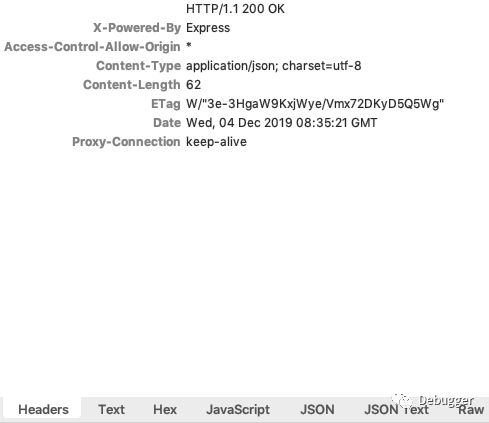 HTTP/1.1 200 OK
X-Powered-By Express
Access-Control-Allow-Origin *
Content-Type application/json; charset=utf-8
Content-Length 62
ETag W/"3e-3HgaW9KxjWye/Vmx72DKyD5Q5Wg"
Date Wed, 04 Dec 2019 08:35:21 GMT
Proxy-Connection keep-alive
Debugger
Headers Text Hex JavaScript JSON JSON Text Raw